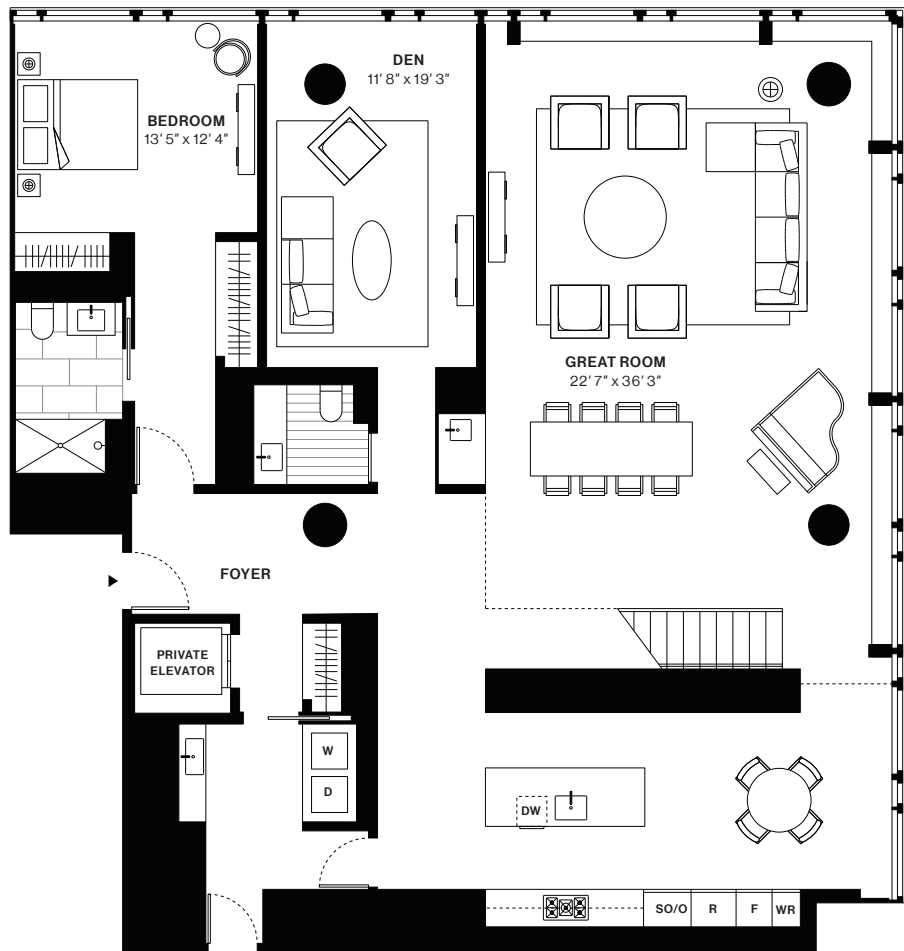 DEN
11' 8" x 19' 3"
BEDROOM
13' 5" x 12' 4"
GREAT ROOM
22' 7" x 36' 3"
FOYER
PRIVATE
ELEVATOR
W
D
DW
SO/O R F WR